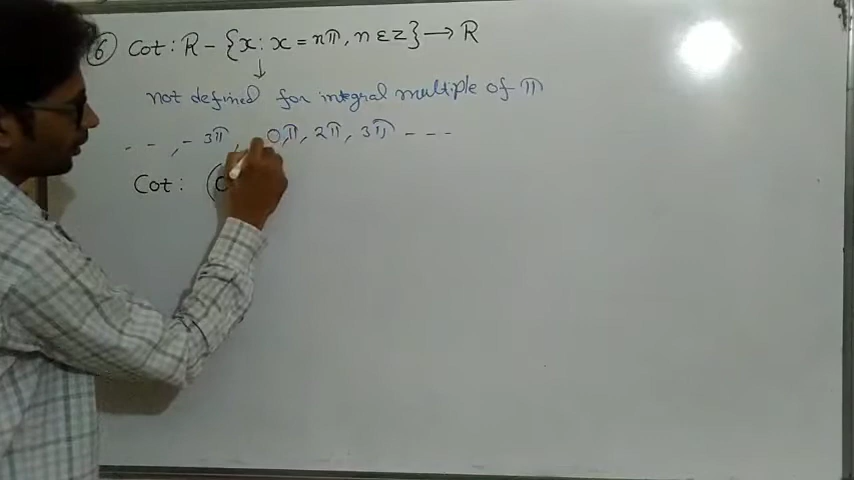 ⑥ Cot : R - {x : x = nπ, n ε z} → R
↓
not defined for integral multiple of π
- - , - 3π , 0, π, 2π, 3π - - -
Cot : (